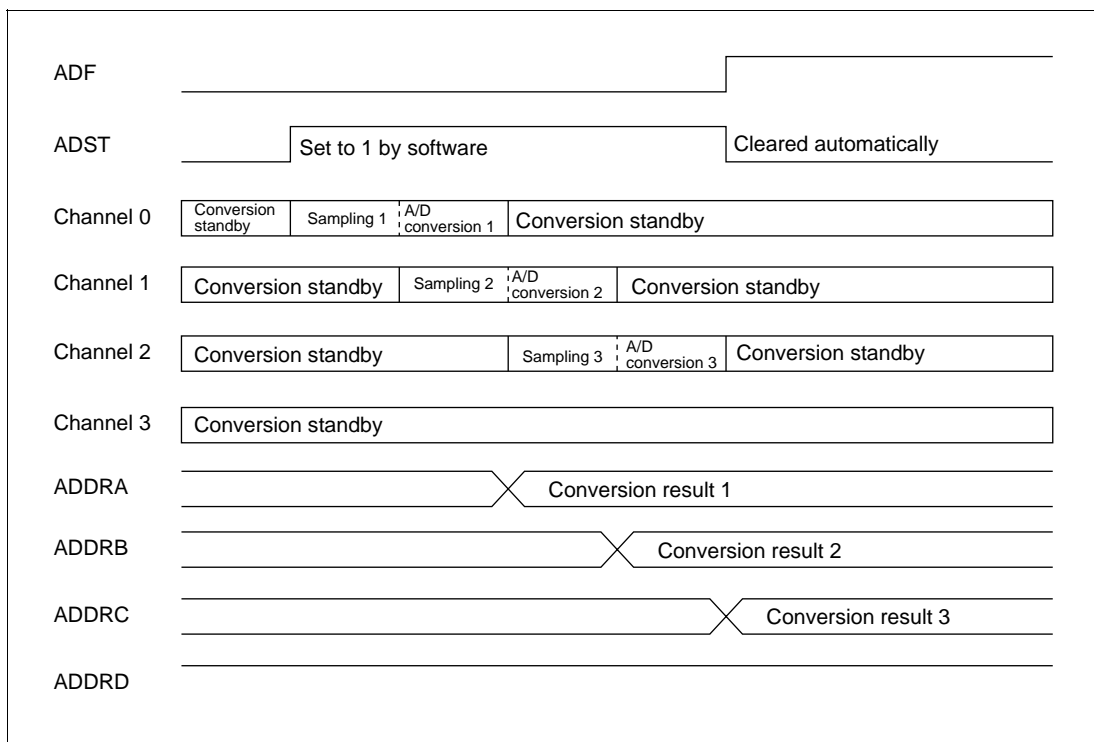 ADF
ADST
Set to 1 by software
Cleared automatically
Channel 0
Conversion
standby
Sampling 1
A/D
conversion 1
Conversion standby
Channel 1
Conversion standby
Sampling 2
A/D
conversion 2
Conversion standby
Channel 2
Conversion standby
Sampling 3
A/D
conversion 3
Conversion standby
Channel 3
Conversion standby
ADDRA
Conversion result 1
ADDRB
Conversion result 2
ADDRC
Conversion result 3
ADDRD